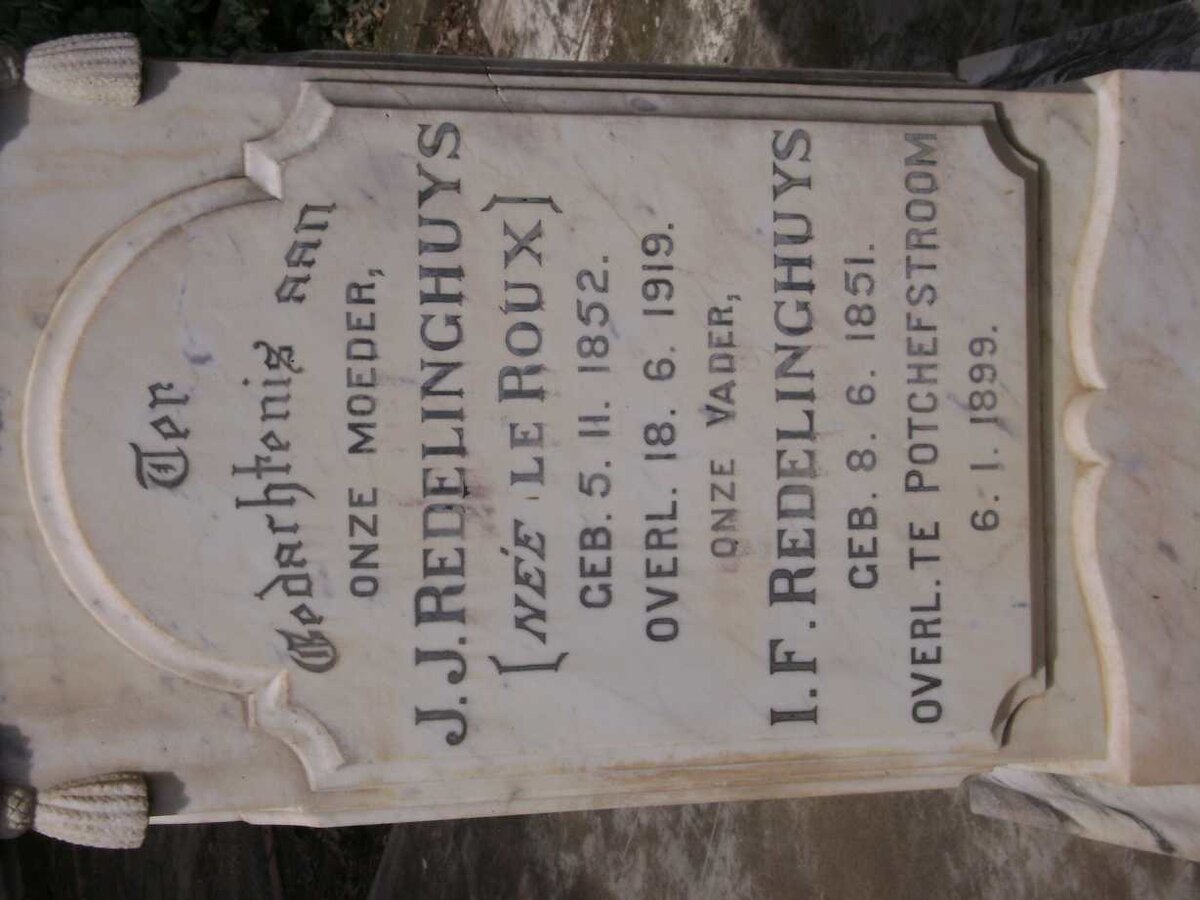 Ter
Gedachtenis aan
ONZE MOEDER,
J. J. REDELINGHUYS
[NÉE LE ROUX]
GEB. 5. 11. 1852.
OVERL. 18. 6. 1919.
ONZE VADER,
I. F. REDELINGHUYS
GEB. 8. 6. 1851.
OVERL. TE POTCHEFSTROOM
6. 1. 1899.